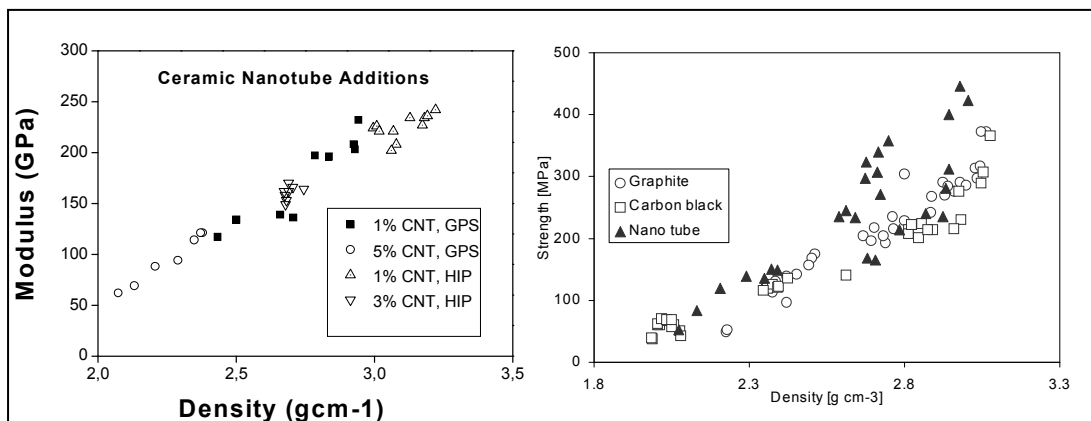 Ceramic Nanotube Additions
Modulus (GPa)
300
250
200
150
100
50
0
1% CNT, GPS
5% CNT, GPS
1% CNT, HIP
3% CNT, HIP
2,0 2,5 3,0 3,5
Density (gcm-1)
Strength [MPa]
500
400
300
200
100
0
Graphite
Carbon black
Nano tube
1.8 2.3 2.8 3.3
Density [g cm-3]